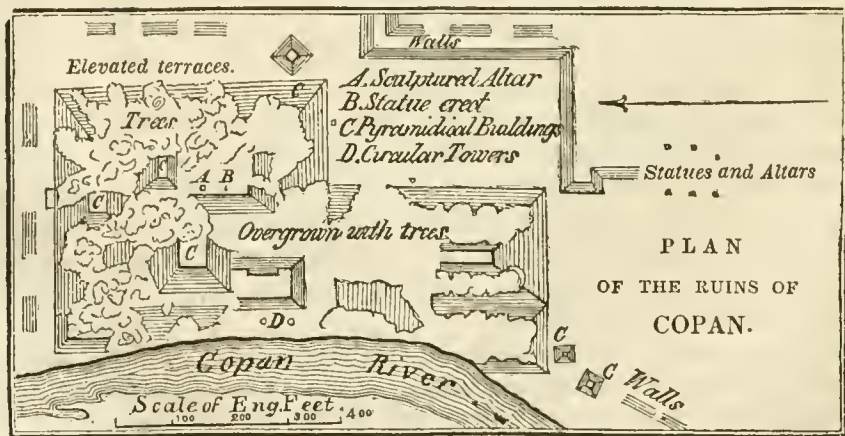 Walls
Elevated terraces.
C
A. Sculptured Altar
Trees
B. Statue erect
C. Pyramidical Buildings
D. Circular Towers
C
A B
Statues and Altars
C
Overgrown with trees
C
PLAN
OF THE RUINS OF
COPAN.
D
C
C
Walls
Copan River
Scale of Eng. Feet.
100 200 300 400